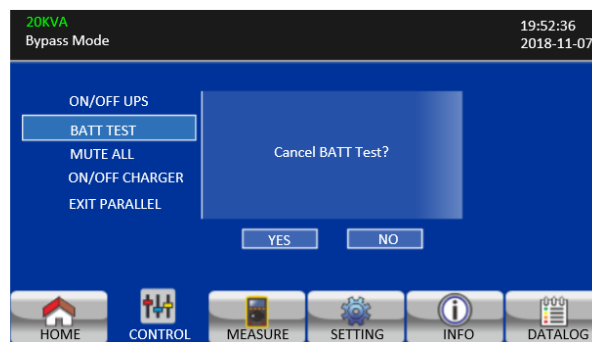 20KVA
Bypass Mode
19:52:36
2018-11-07
ON/OFF UPS
BATT TEST
MUTE ALL
ON/OFF CHARGER
EXIT PARALLEL
Cancel BATT Test?
YES
NO
HOME
CONTROL
MEASURE
SETTING
INFO
DATALOG